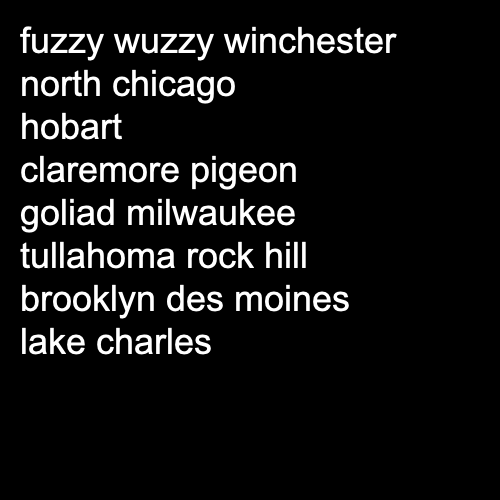 fuzzy wuzzy winchester
north chicago
hobart
claremore pigeon
goliad milwaukee
tullahoma rock hill
brooklyn des moines
lake charles